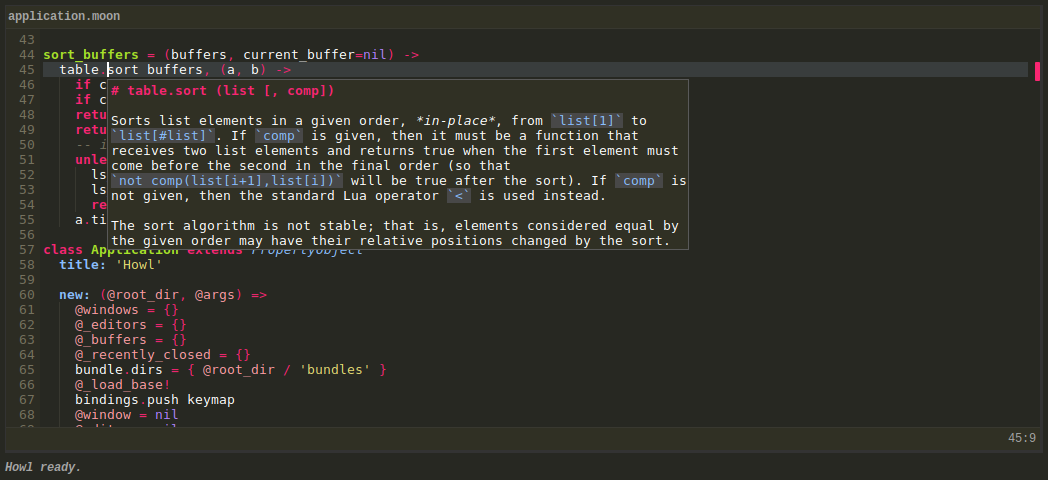 application.moon
43
44 sort_buffers = (buffers, current_buffer=nil) ->
45 table.sort buffers, (a, b) ->
46 if c
# table.sort (list [, comp])
47 if c
48 retu
Sorts list elements in a given order, *in-place*, from `list[1]` to
49 retu
`list[#list]`. If `comp` is given, then it must be a function that
50 -- i
receives two list elements and returns true when the first element must
51 unle
come before the second in the final order (so that
52 ls
`not comp(list[i+1],list[i])` will be true after the sort). If `comp` is
53 ls
not given, then the standard Lua operator `<` is used instead.
54 re
55 a.ti
The sort algorithm is not stable; that is, elements considered equal by
56
the given order may have their relative positions changed by the sort.
57 class Application extends PropertyObject
58 title: 'Howl'
59
60 new: (@root_dir, @args) =>
61 @windows = {}
62 @_editors = {}
63 @_buffers = {}
64 @_recently_closed = {}
65 bundle.dirs = { @root_dir / 'bundles' }
66 @_load_base!
67 bindings.push keymap
68 @window = nil
45:9
Howl ready.